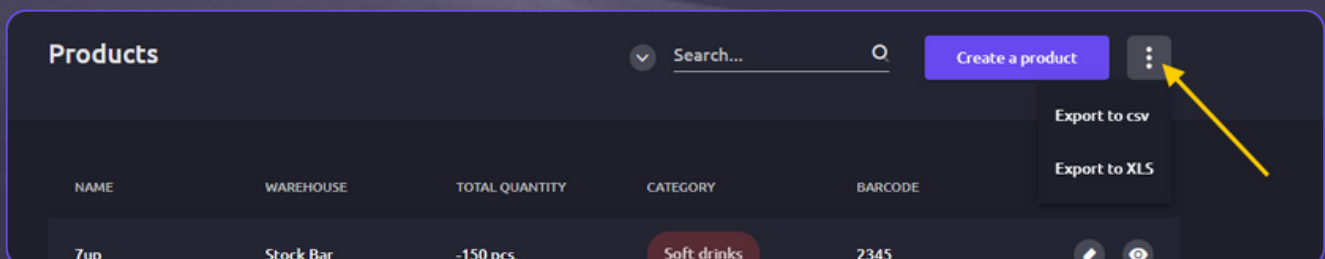 Products
Search...
Create a product
Export to csv
Export to XLS
NAME WAREHOUSE TOTAL QUANTITY CATEGORY BARCODE
7up Stock Bar -150 pcs Soft drinks 2345